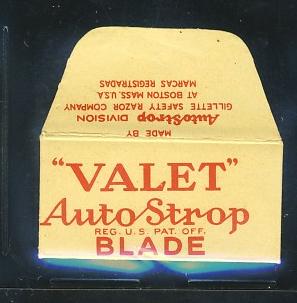 MADE BY
AutoStrop DIVISION
GILLETTE SAFETY RAZOR COMPANY
AT BOSTON MASS. U.S.A
MARCAS REGISTRADAS
"VALET"
AutoStrop
REG. U.S. PAT. OFF.
BLADE